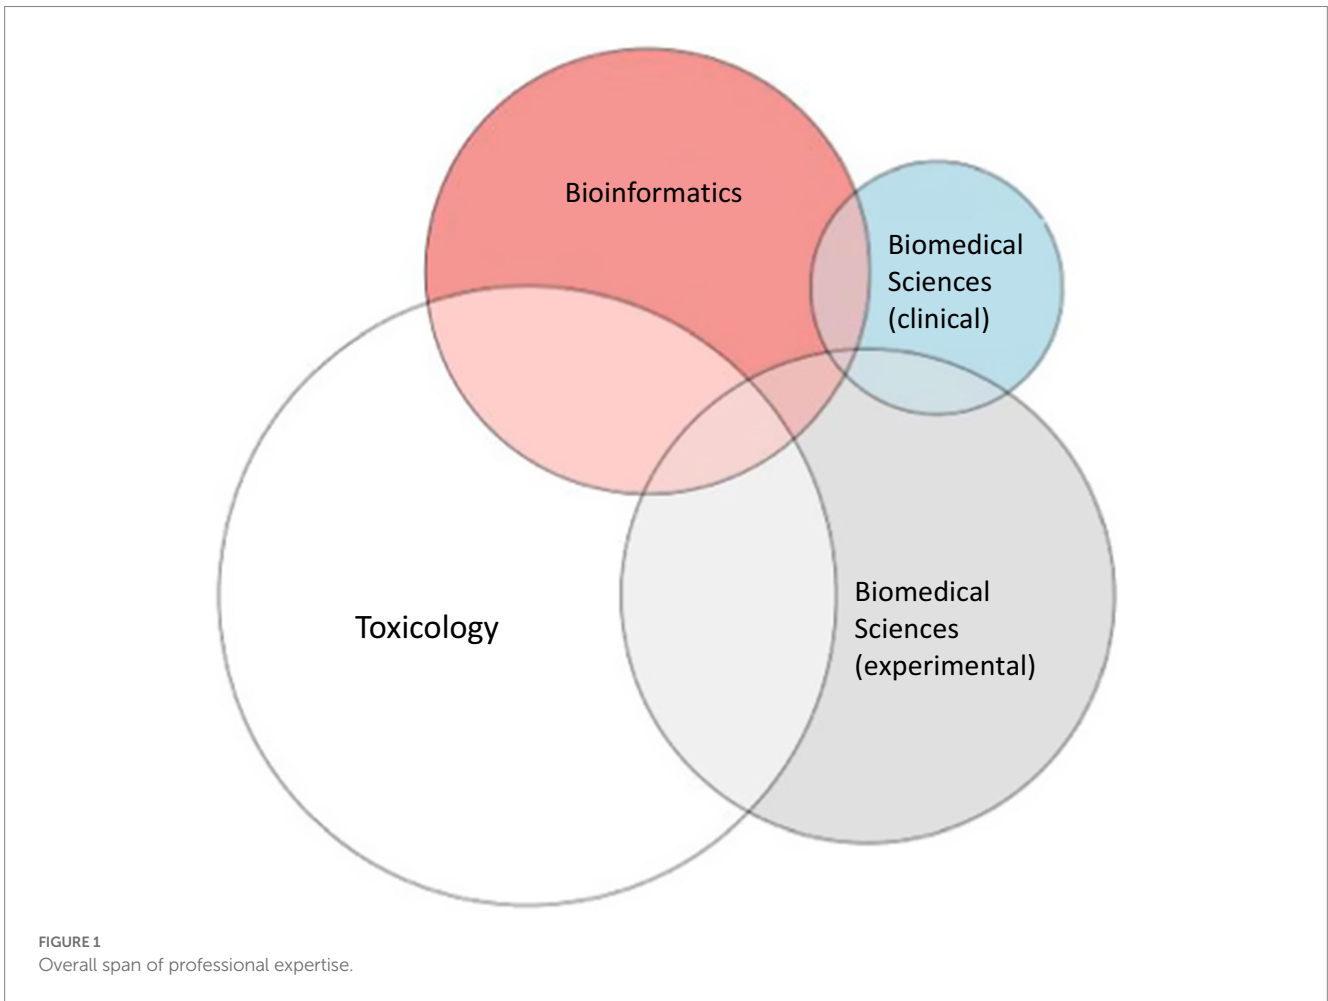 Bioinformatics
Biomedical
Sciences
(clinical)
Biomedical
Sciences
(experimental)
Toxicology
FIGURE 1
Overall span of professional expertise.